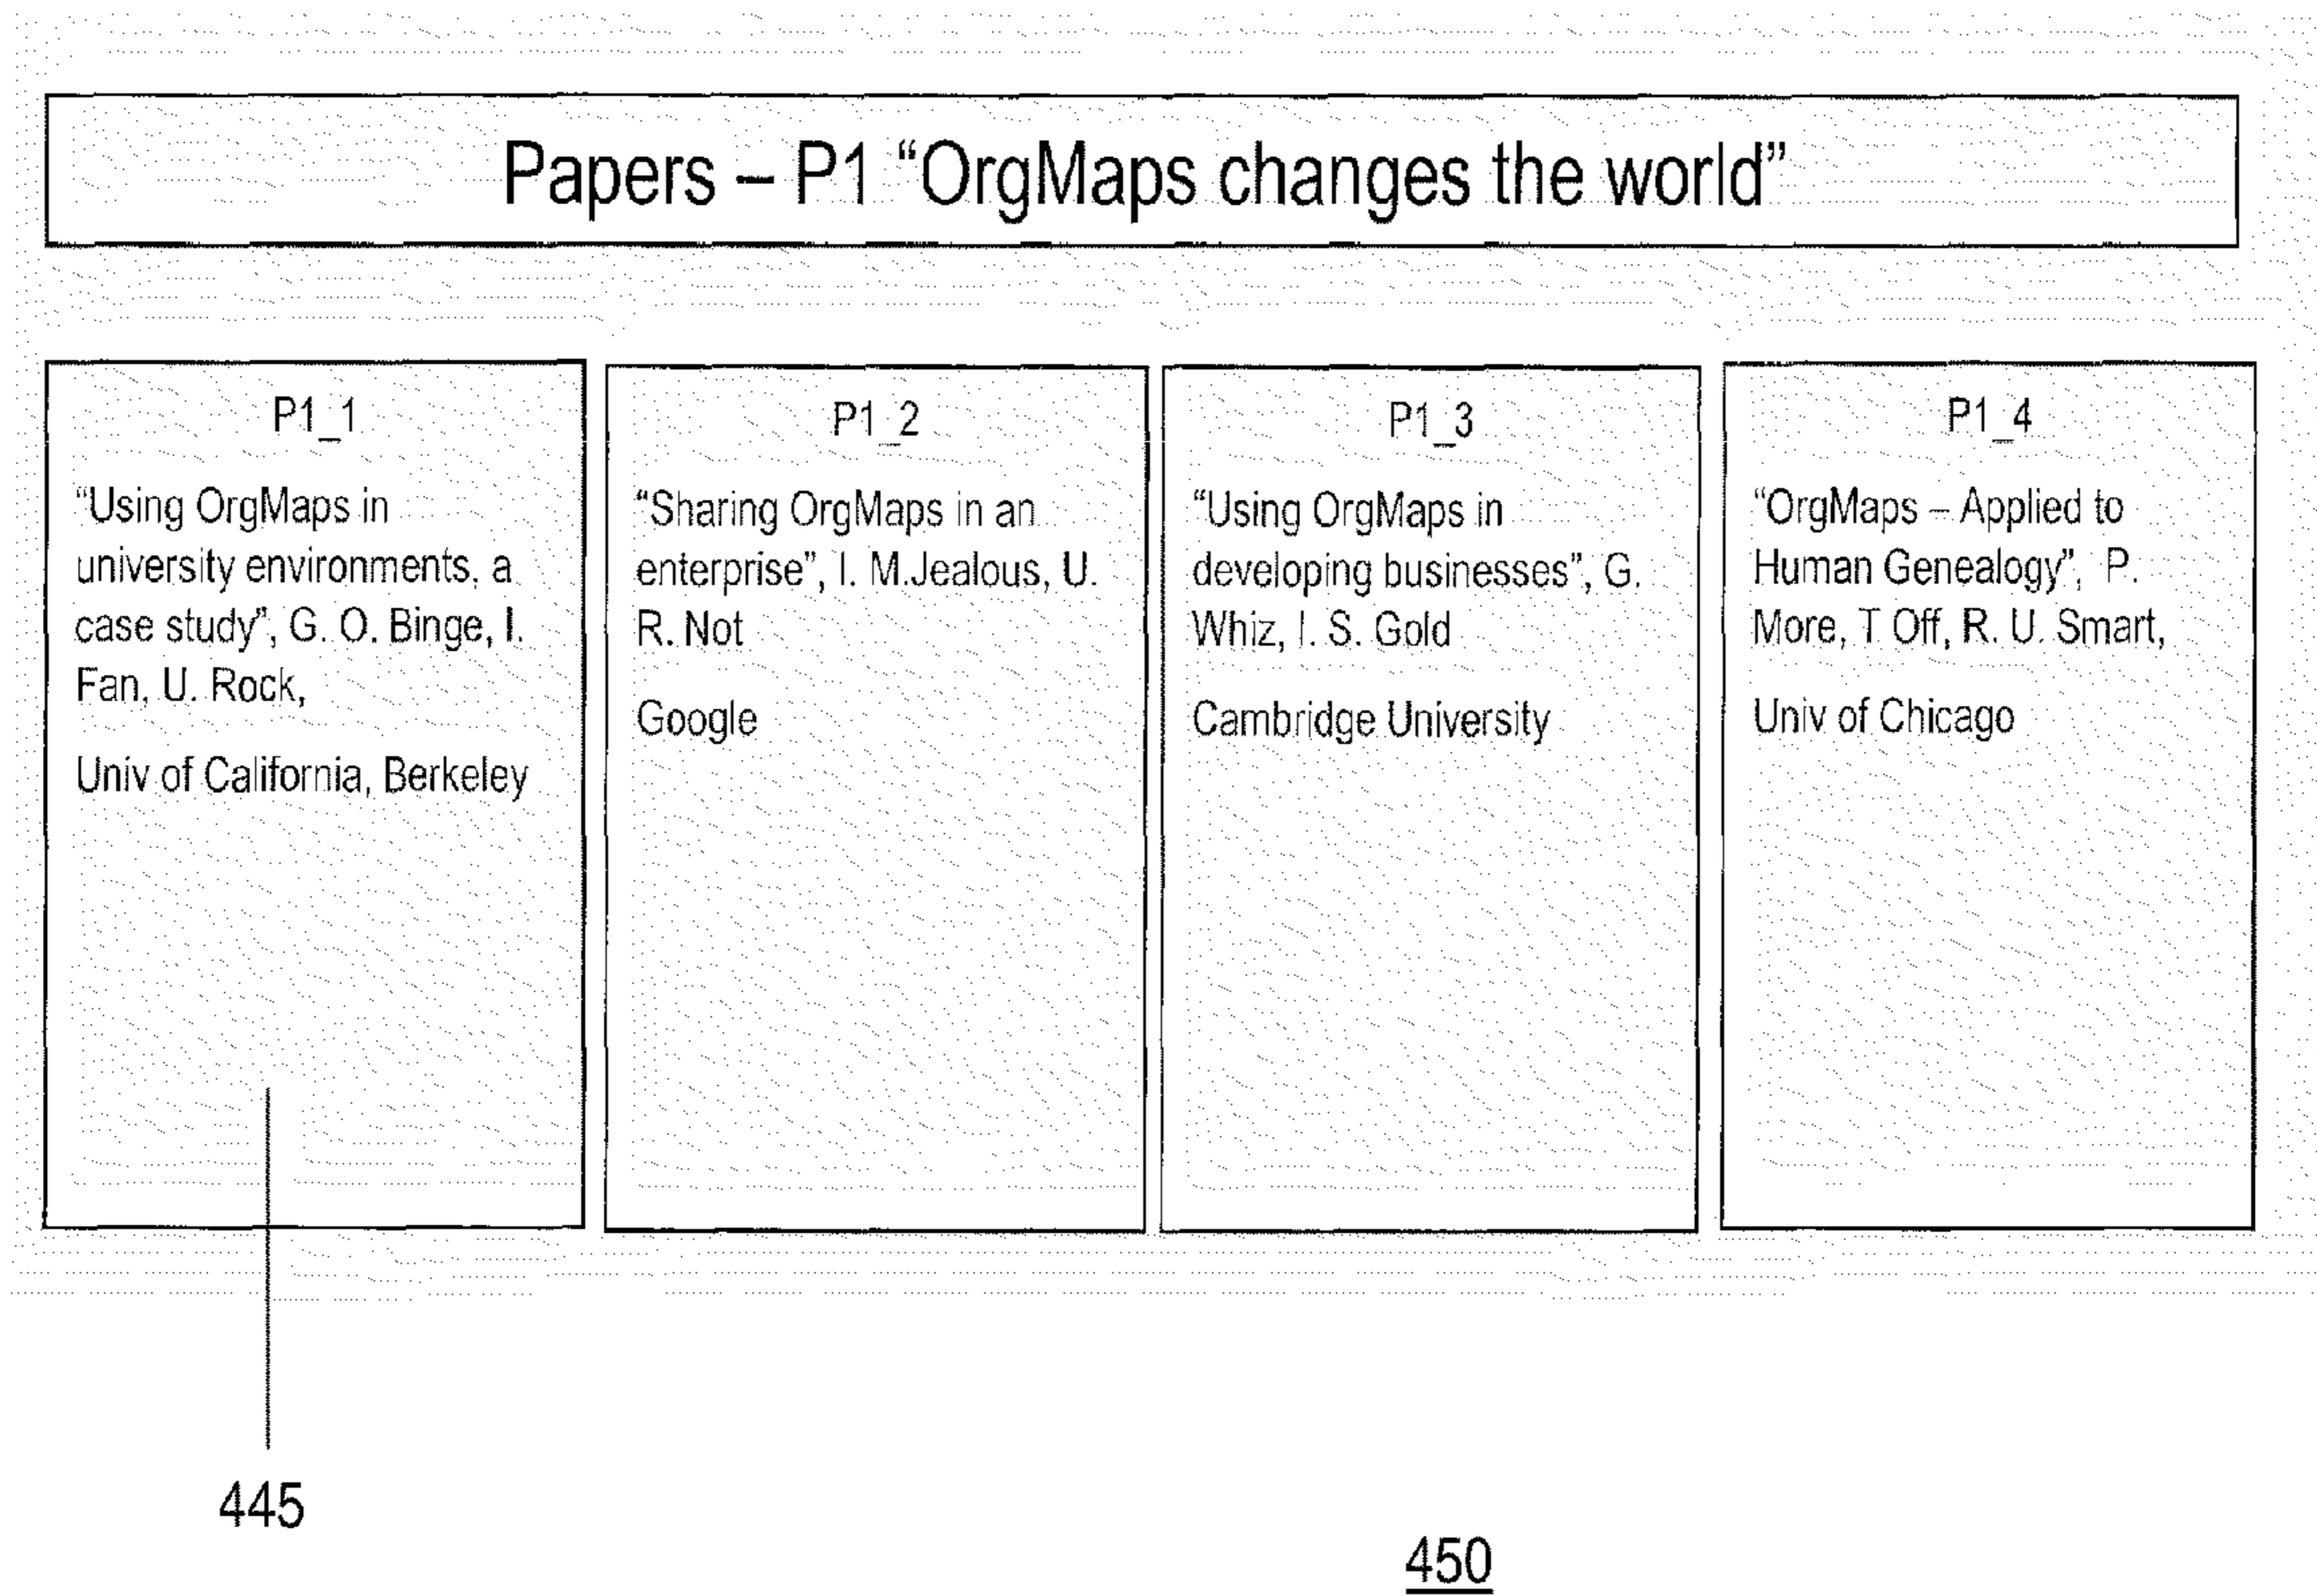 Papers – P1 “OrgMaps changes the world”
P1_1
“Using OrgMaps in
university environments, a
case study”, G. O. Binge, I.
Fan, U. Rock,
Univ of California, Berkeley
P1_2
“Sharing OrgMaps in an
enterprise”, I. M.Jealous, U.
R. Not
Google
P1_3
“Using OrgMaps in
developing businesses”, G.
Whiz, I. S. Gold
Cambridge University
P1_4
“OrgMaps – Applied to
Human Genealogy”, P.
More, T Off, R. U. Smart,
Univ of Chicago
445
450